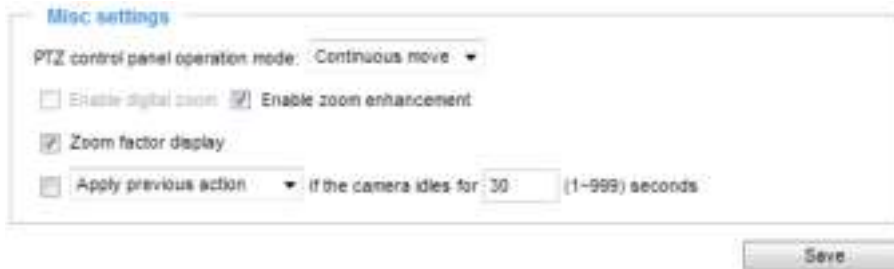 Misc settings
PTZ control panel operation mode: Continuous move
Enable digital zoom Enable zoom enhancement
Zoom factor display
Apply previous action if the camera idles for 30 (1~999) seconds
Save